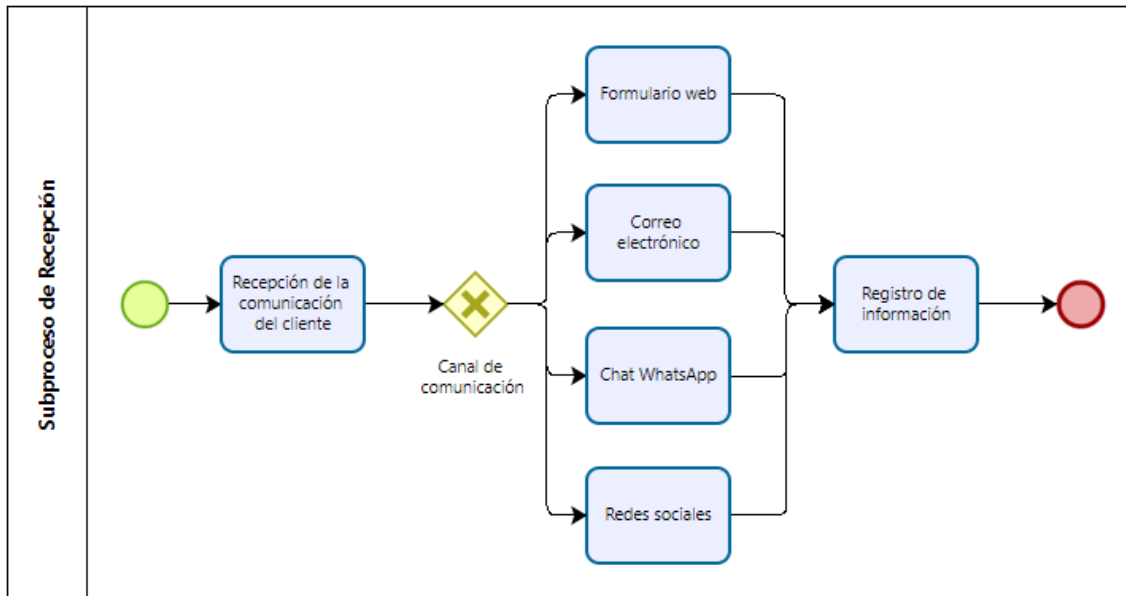 Subproceso de Recepción
Recepción de la
comunicación
del cliente
Canal de
comunicación
Formulario web
Correo
electrónico
Chat WhatsApp
Redes sociales
Registro de
información